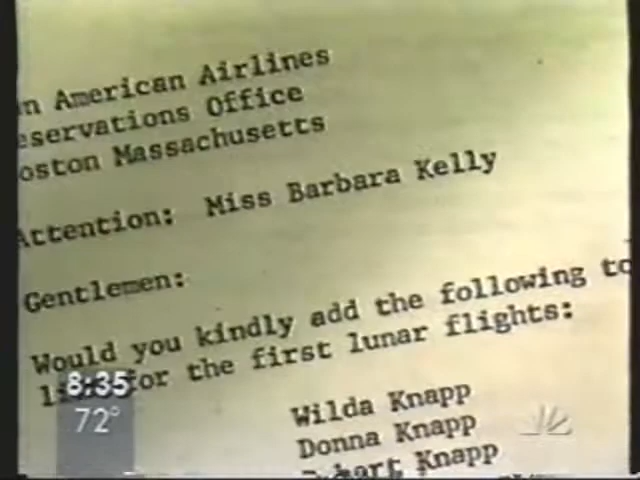 n American Airlines
eservations Office
oston Massachusetts
Attention: Miss Barbara Kelly
Gentlemen:
Would you kindly add the following to
for the first lunar flights:
Wilda Knapp
Donna Knapp
Knapp
8:35
72°